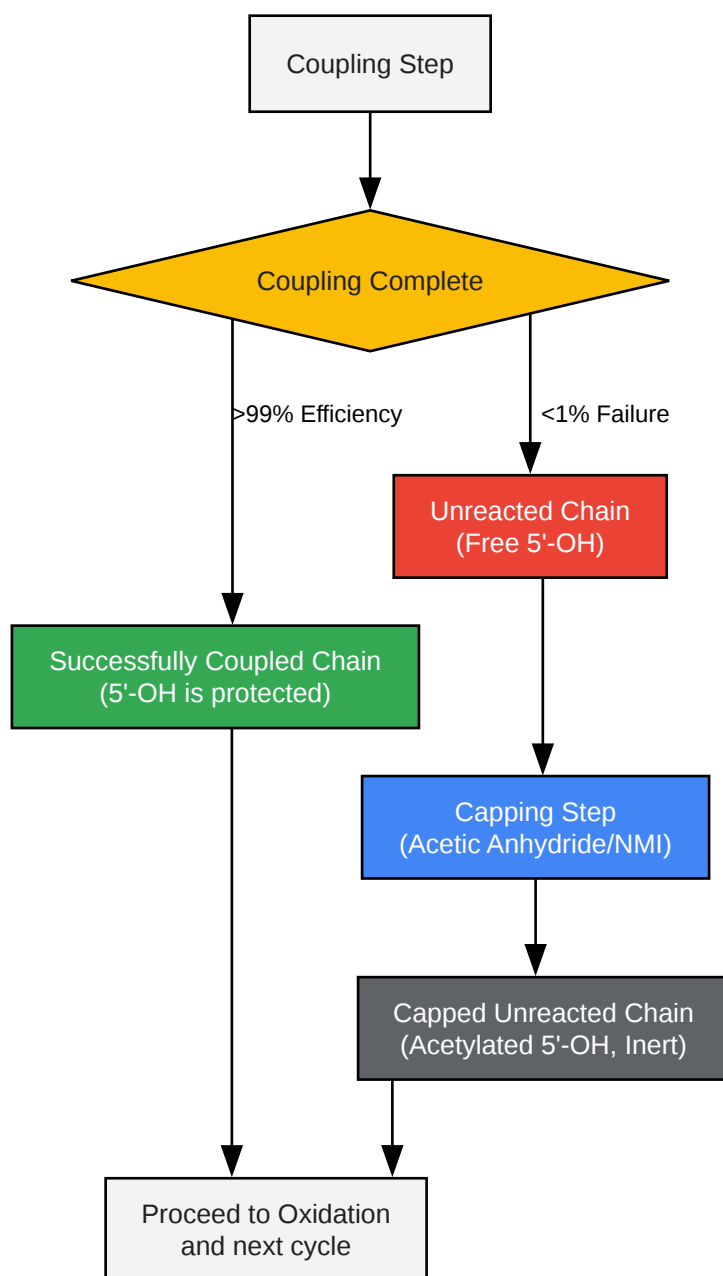 Coupling Step
Coupling Complete
>99% Efficiency
<1% Failure
Unreacted Chain
(Free 5'-OH)
Successfully Coupled Chain
(5'-OH is protected)
Capping Step
(Acetic Anhydride/NMI)
Capped Unreacted Chain
(Acetylated 5'-OH, Inert)
Proceed to Oxidation
and next cycle